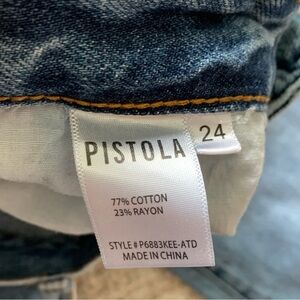 PISTOLA
24
77% COTTON
23% RAYON
STYLE # P6883KEE-ATD
MADE IN CHINA